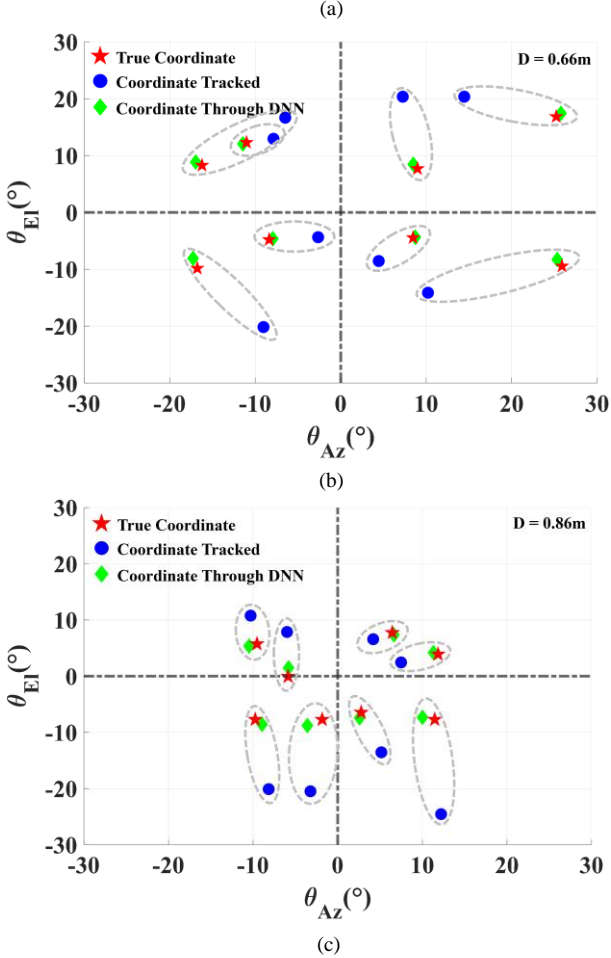 (a)
30
20
10
0
-10
-20
-30
θEl(°)
True Coordinate
Coordinate Tracked
Coordinate Through DNN
D = 0.66m
-30 -20 -10 0 10 20 30
θAz(°)
(b)
30
20
10
0
-10
-20
-30
θEl(°)
True Coordinate
Coordinate Tracked
Coordinate Through DNN
D = 0.86m
-30 -20 -10 0 10 20 30
θAz(°)
(c)